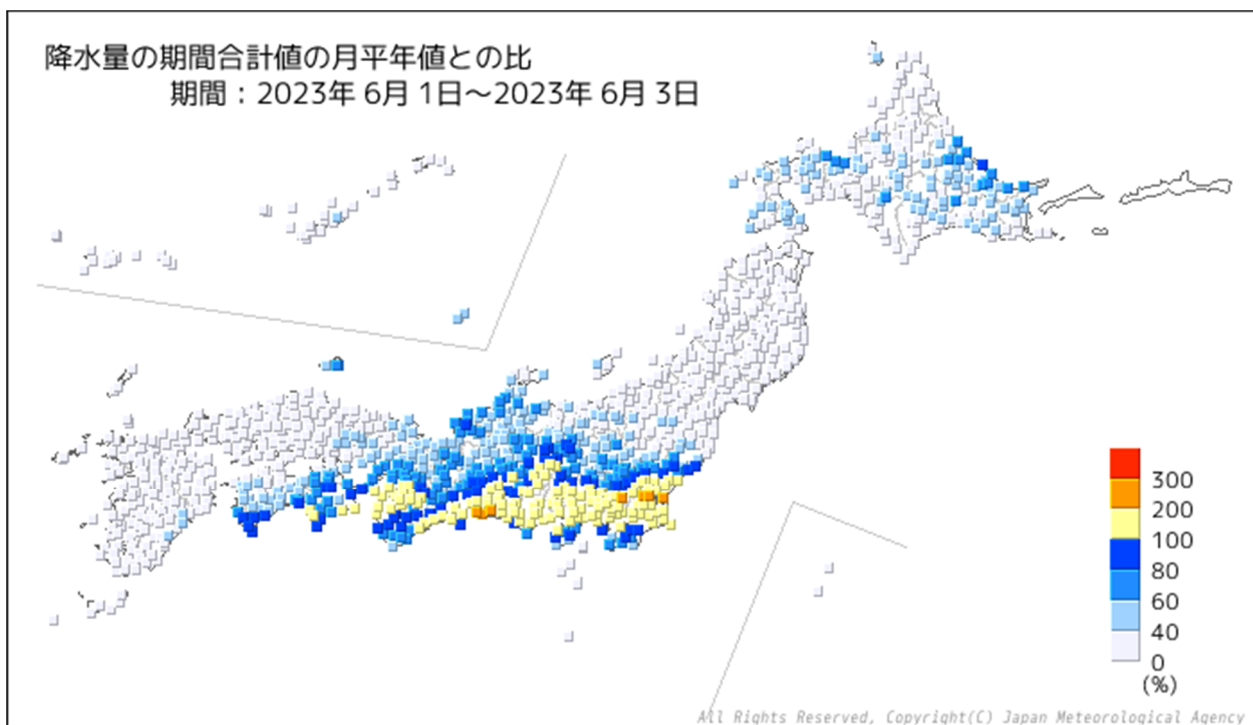 降水量の期間合計値の月平年値との比
期間：2023年 6月 1日～2023年 6月 3日
300
200
100
80
60
40
0
(%)
All Rights Reserved, Copyright(C) Japan Meteorological Agency